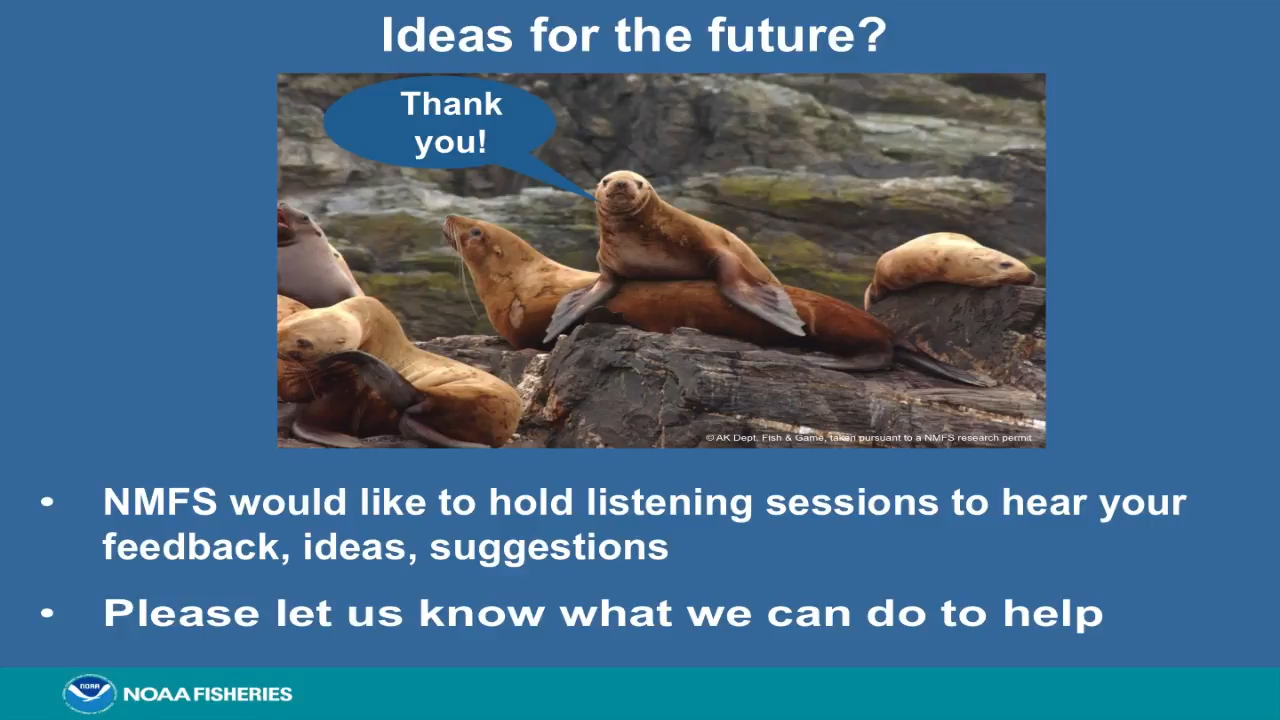 Ideas for the future?
Thank
you!
© AK Dept. Fish & Game, taken pursuant to a NMFS research permit
• NMFS would like to hold listening sessions to hear your
feedback, ideas, suggestions
• Please let us know what we can do to help
NOAA
NOAA FISHERIES